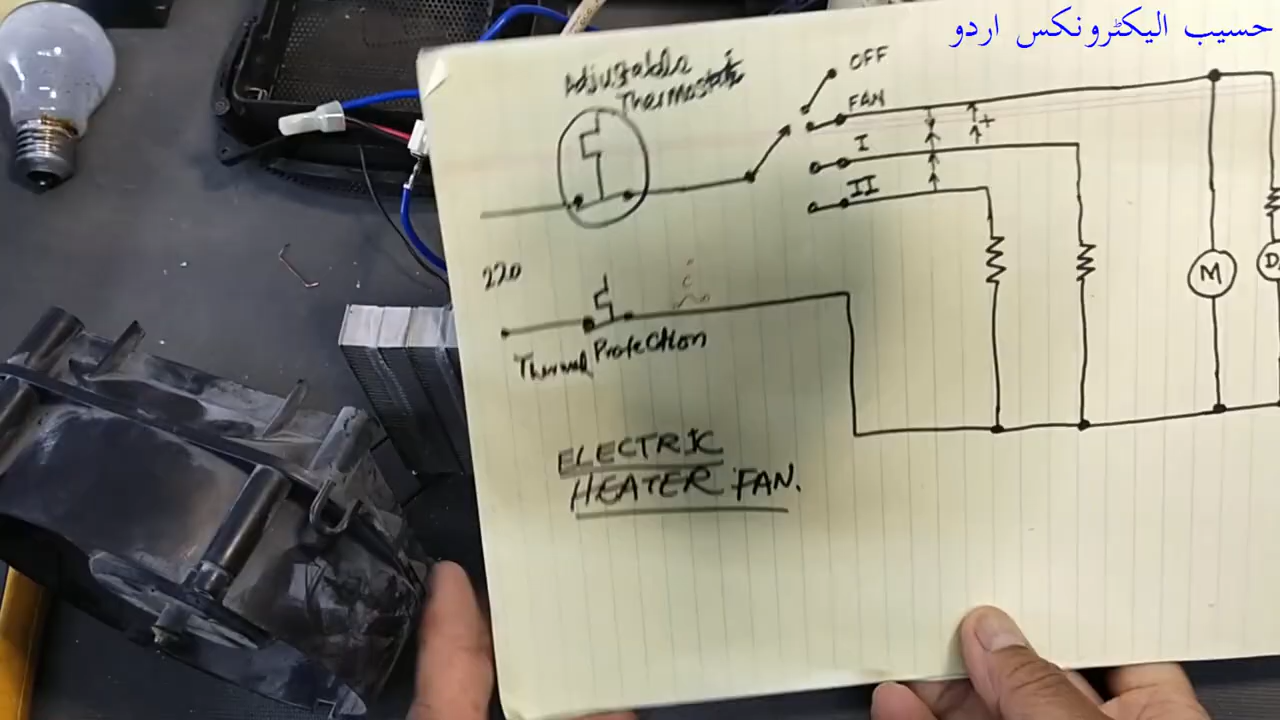 حسیب الیکٹرونکس اردو
Adjustable
Thermostat
OFF
FAN
I
II
+
220
Thermal Protection
M
D
ELECTRIC
HEATER FAN.